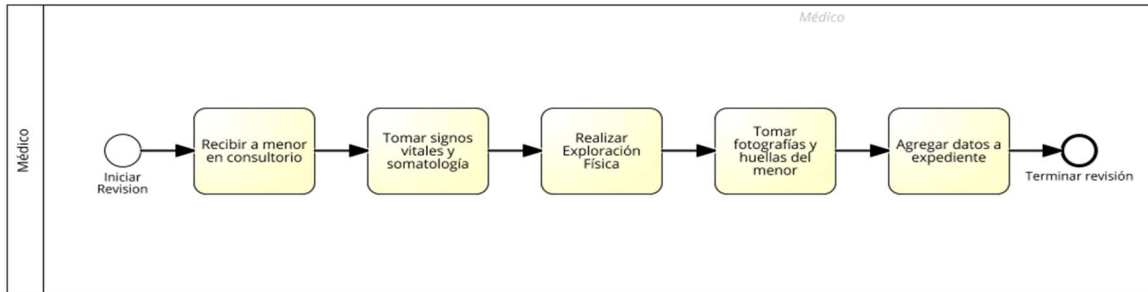 Médico
Médico
Iniciar
Revision
Recibir a menor
en consultorio
Tomar signos
vitales y
somatología
Realizar
Exploración
Física
Tomar
fotografías y
huellas del
menor
Agregar datos a
expediente
Terminar revisión